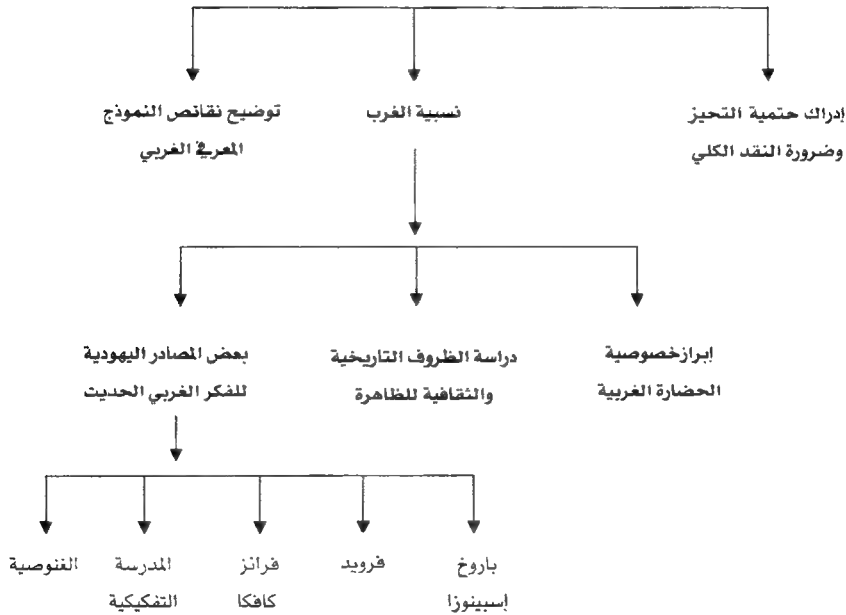 إدراك حتمية التحيز
وضرورة النقد الكلي
نسبية الغرب
توضيح نقائص النموذج
المعرفي الغربي
إبرازخصوصية
الحضارة الغربية
دراسة الظروف التاريخية
والثقافية للظاهرة
بعض المصادر اليهودية
للفكر الغربي الحديث
باروخ
إسبينوزا
فرويد
فرانز
كافكا
المدرسة
التفكيكية
الغنوصية